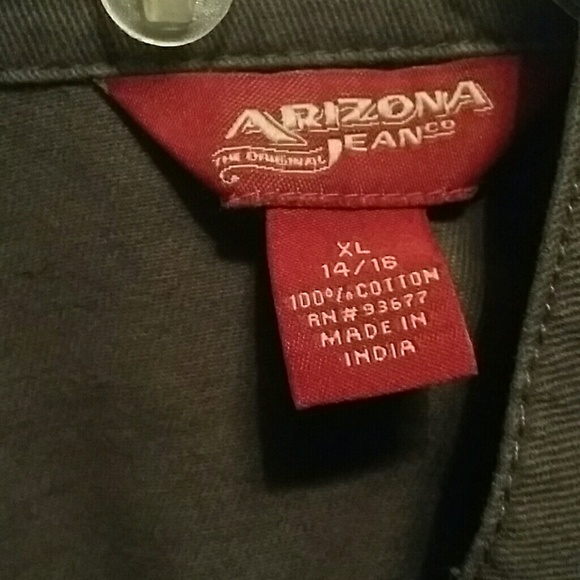 ARIZONA
JEAN CO
THE ORIGINAL
XL
14/16
100% COTTON
RN# 93677
MADE IN
INDIA